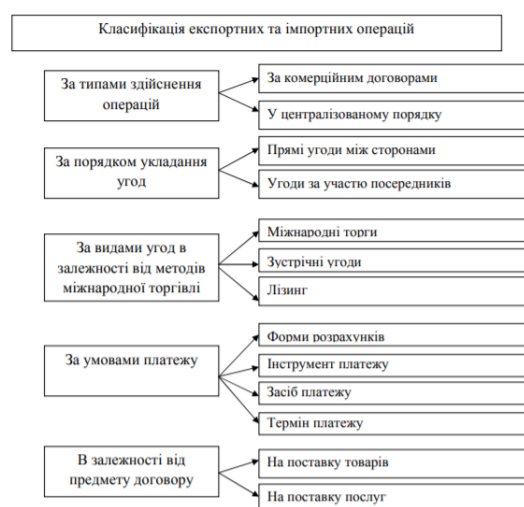 Класифікація експортних та імпортних операцій
За типами здійснення
операцій
За комерційним договорами
У централізованому порядку
За порядком укладання
угод
Прямі угоди між сторонами
Угоди за участю посередників
За видами угод в
залежності від методів
міжнародної торгівлі
Міжнародні торги
Зустрічні угоди
Лізинг
За умовами платежу
Форми розрахунків
Інструмент платежу
Засіб платежу
Термін платежу
В залежності від
предмету договору
На поставку товарів
На поставку послуг